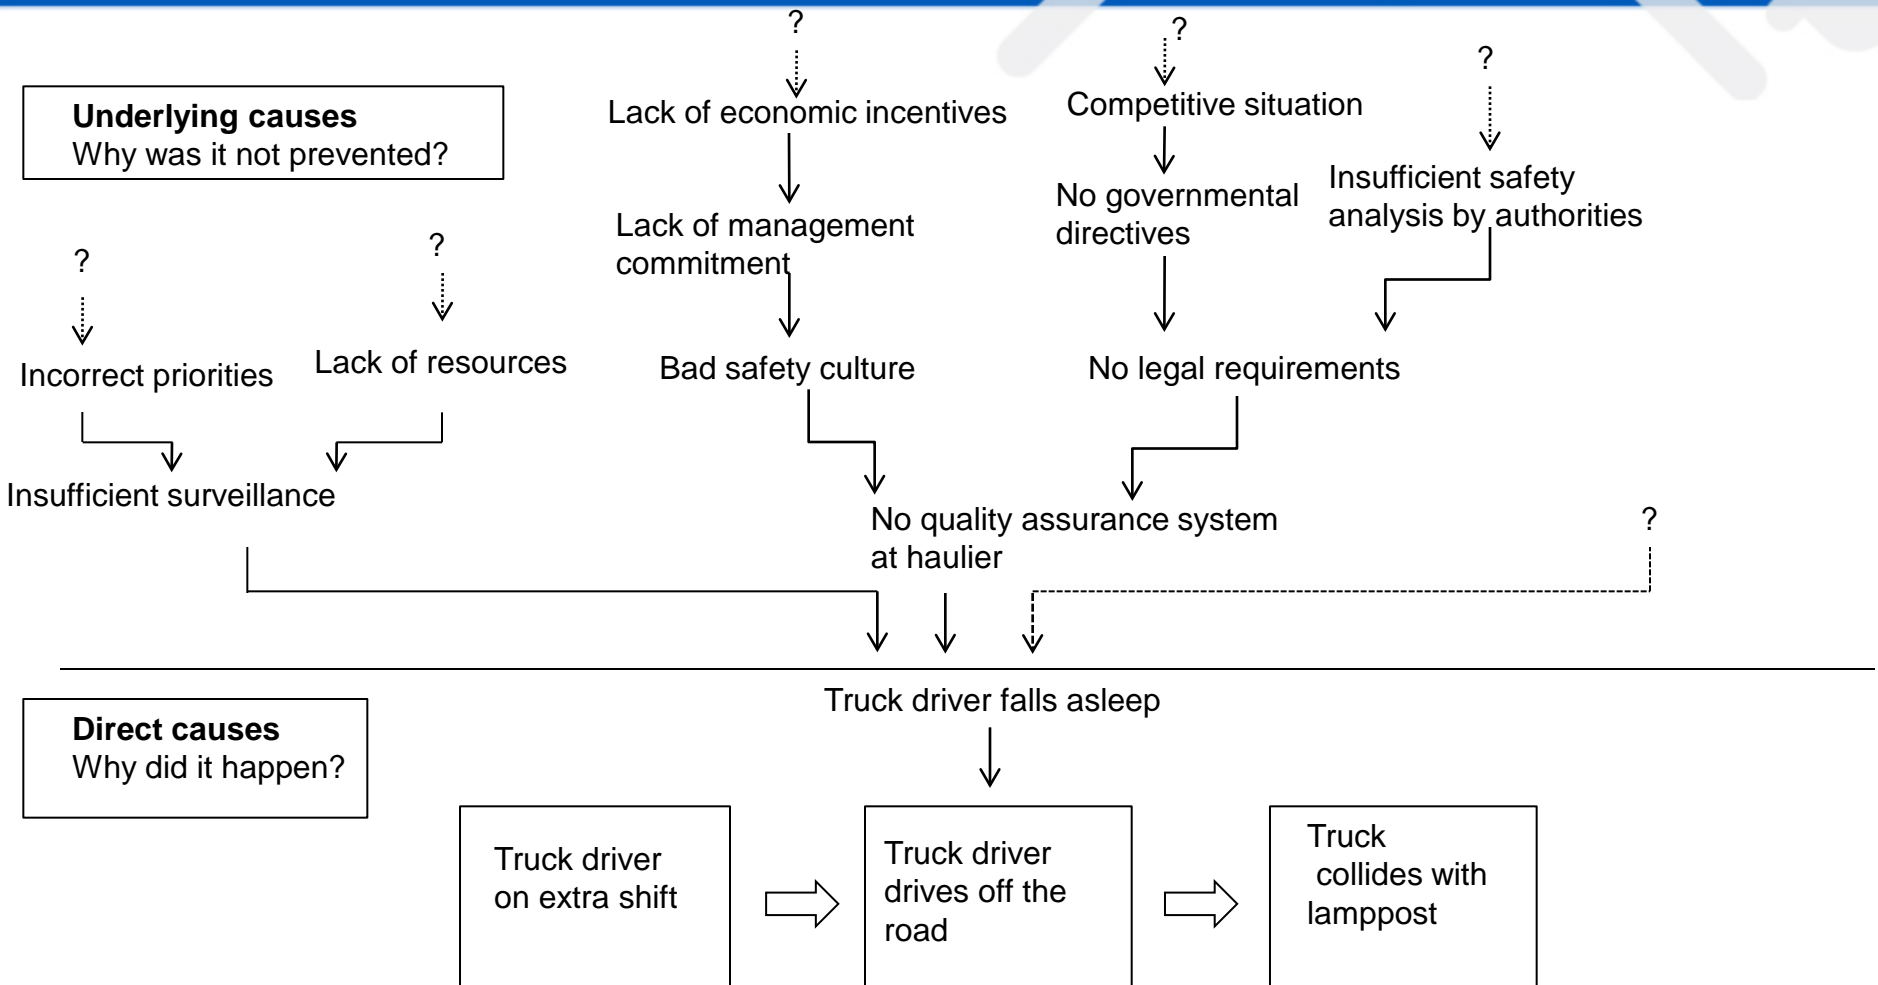 ?
?
?
Underlying causes
Why was it not prevented?
Lack of economic incentives
Competitive situation
Insufficient safety
analysis by authorities
No governmental
directives
Lack of management
commitment
?
?
Incorrect priorities
Lack of resources
Bad safety culture
No legal requirements
Insufficient surveillance
No quality assurance system
at haulier
?
Truck driver falls asleep
Direct causes
Why did it happen?
Truck driver
on extra shift
Truck driver
drives off the
road
Truck
collides with
lamppost